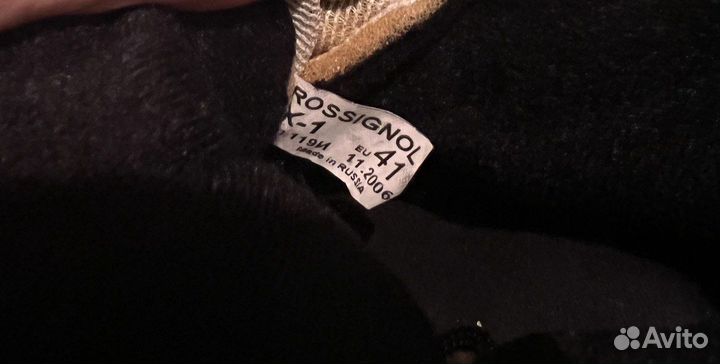 ROSSIGNOL
X-1 EU 41
119И 11.2006
made in RUSSIA
Avito